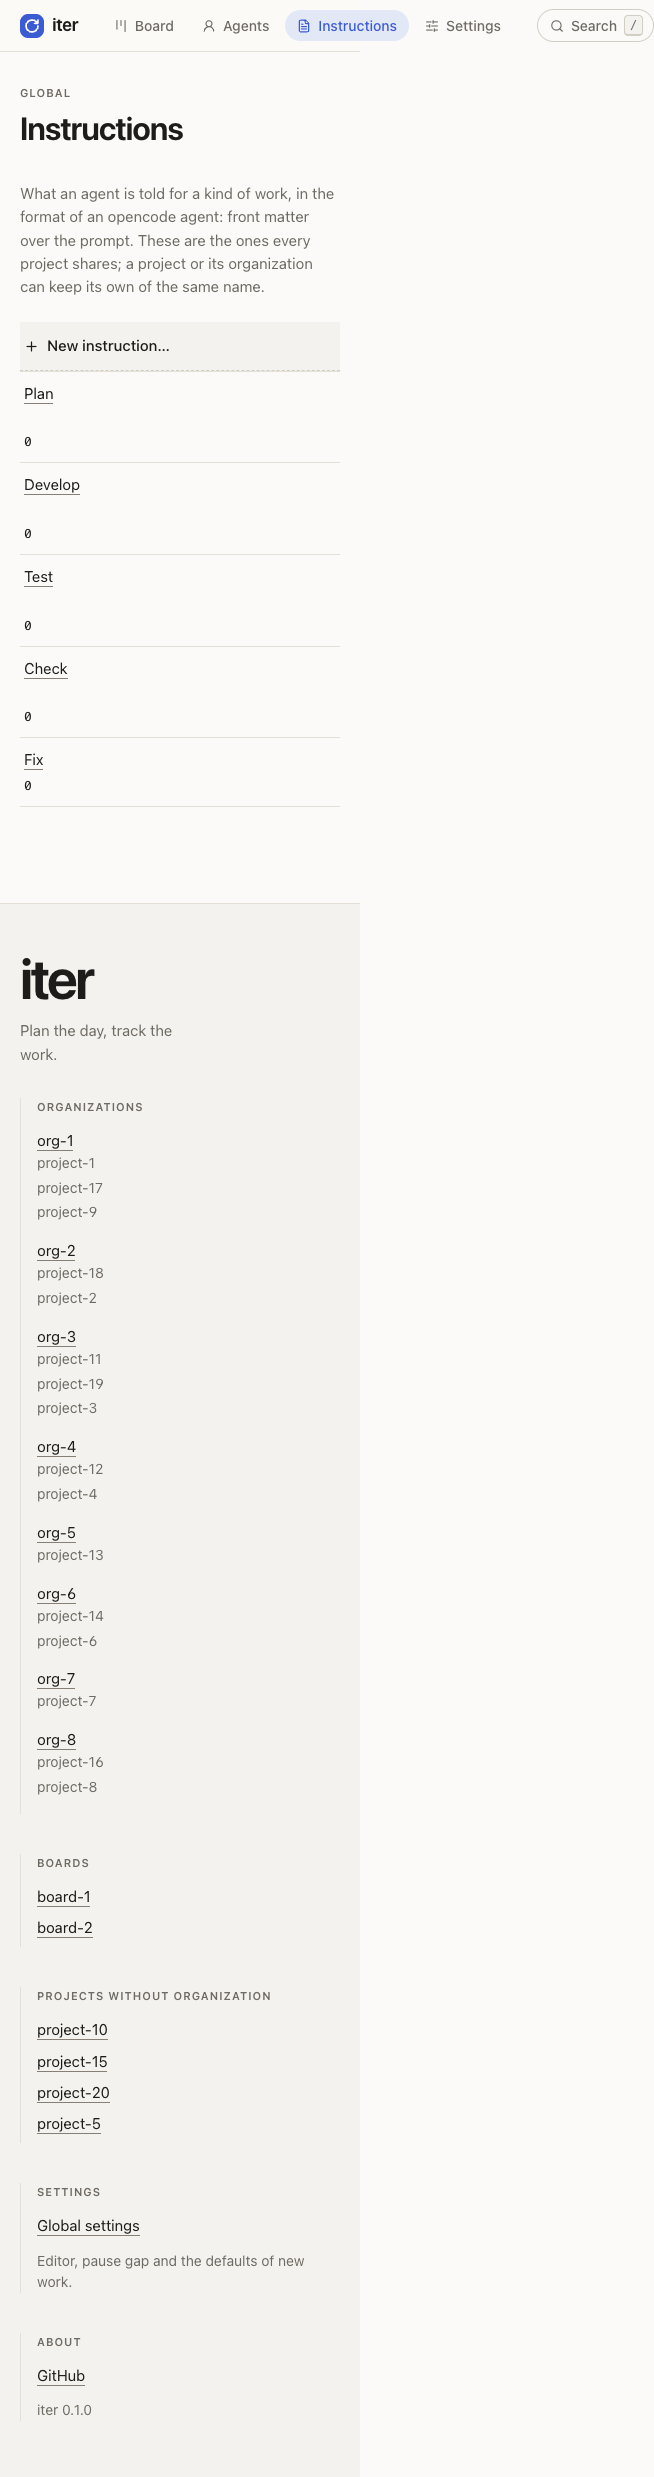 iter Board Agents Instructions Settings Search /
GLOBAL
Instructions
What an agent is told for a kind of work, in the
format of an opencode agent: front matter
over the prompt. These are the ones every
project shares; a project or its organization
can keep its own of the same name.
+ New instruction...
Plan
0
Develop
0
Test
0
Check
0
Fix
0
iter
Plan the day, track the
work.
ORGANIZATIONS
org-1
project-1
project-17
project-9
org-2
project-18
project-2
org-3
project-11
project-19
project-3
org-4
project-12
project-4
org-5
project-13
org-6
project-14
project-6
org-7
project-7
org-8
project-16
project-8
BOARDS
board-1
board-2
PROJECTS WITHOUT ORGANIZATION
project-10
project-15
project-20
project-5
SETTINGS
Global settings
Editor, pause gap and the defaults of new
work.
ABOUT
GitHub
iter 0.1.0